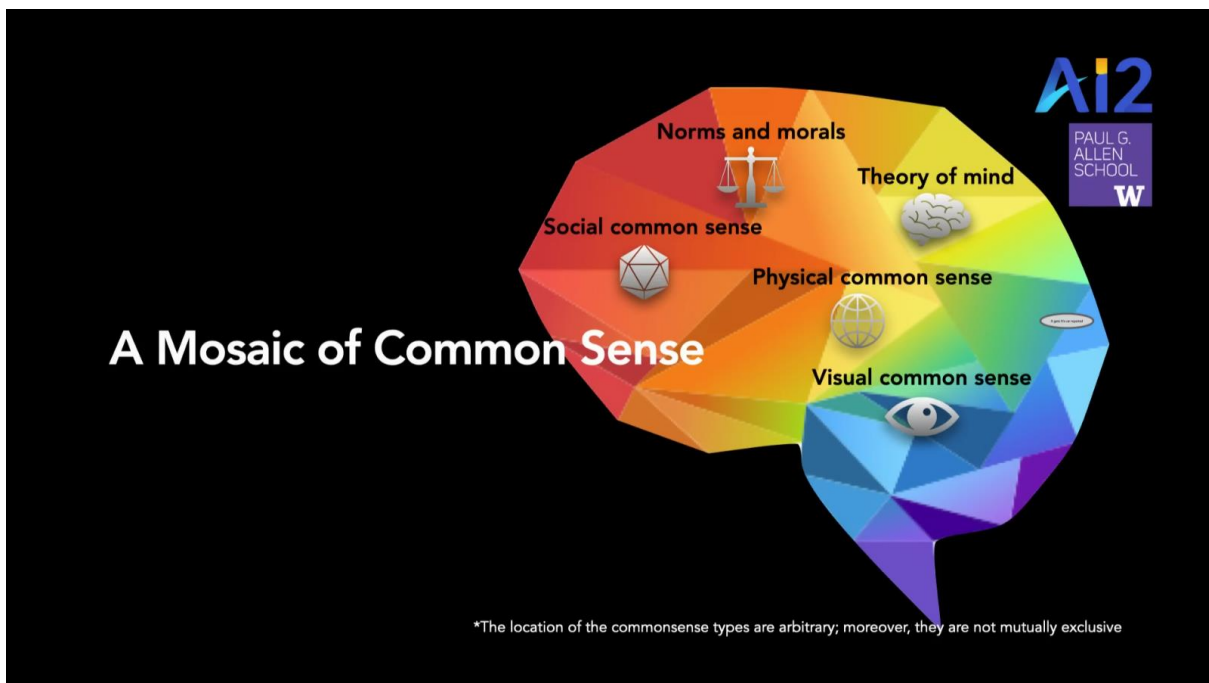 Ai2
PAUL G.
ALLEN
SCHOOL
W
Norms and morals
Theory of mind
Social common sense
Physical common sense
A Mosaic of Common Sense
Visual common sense
*The location of the commonsense types are arbitrary; moreover, they are not mutually exclusive